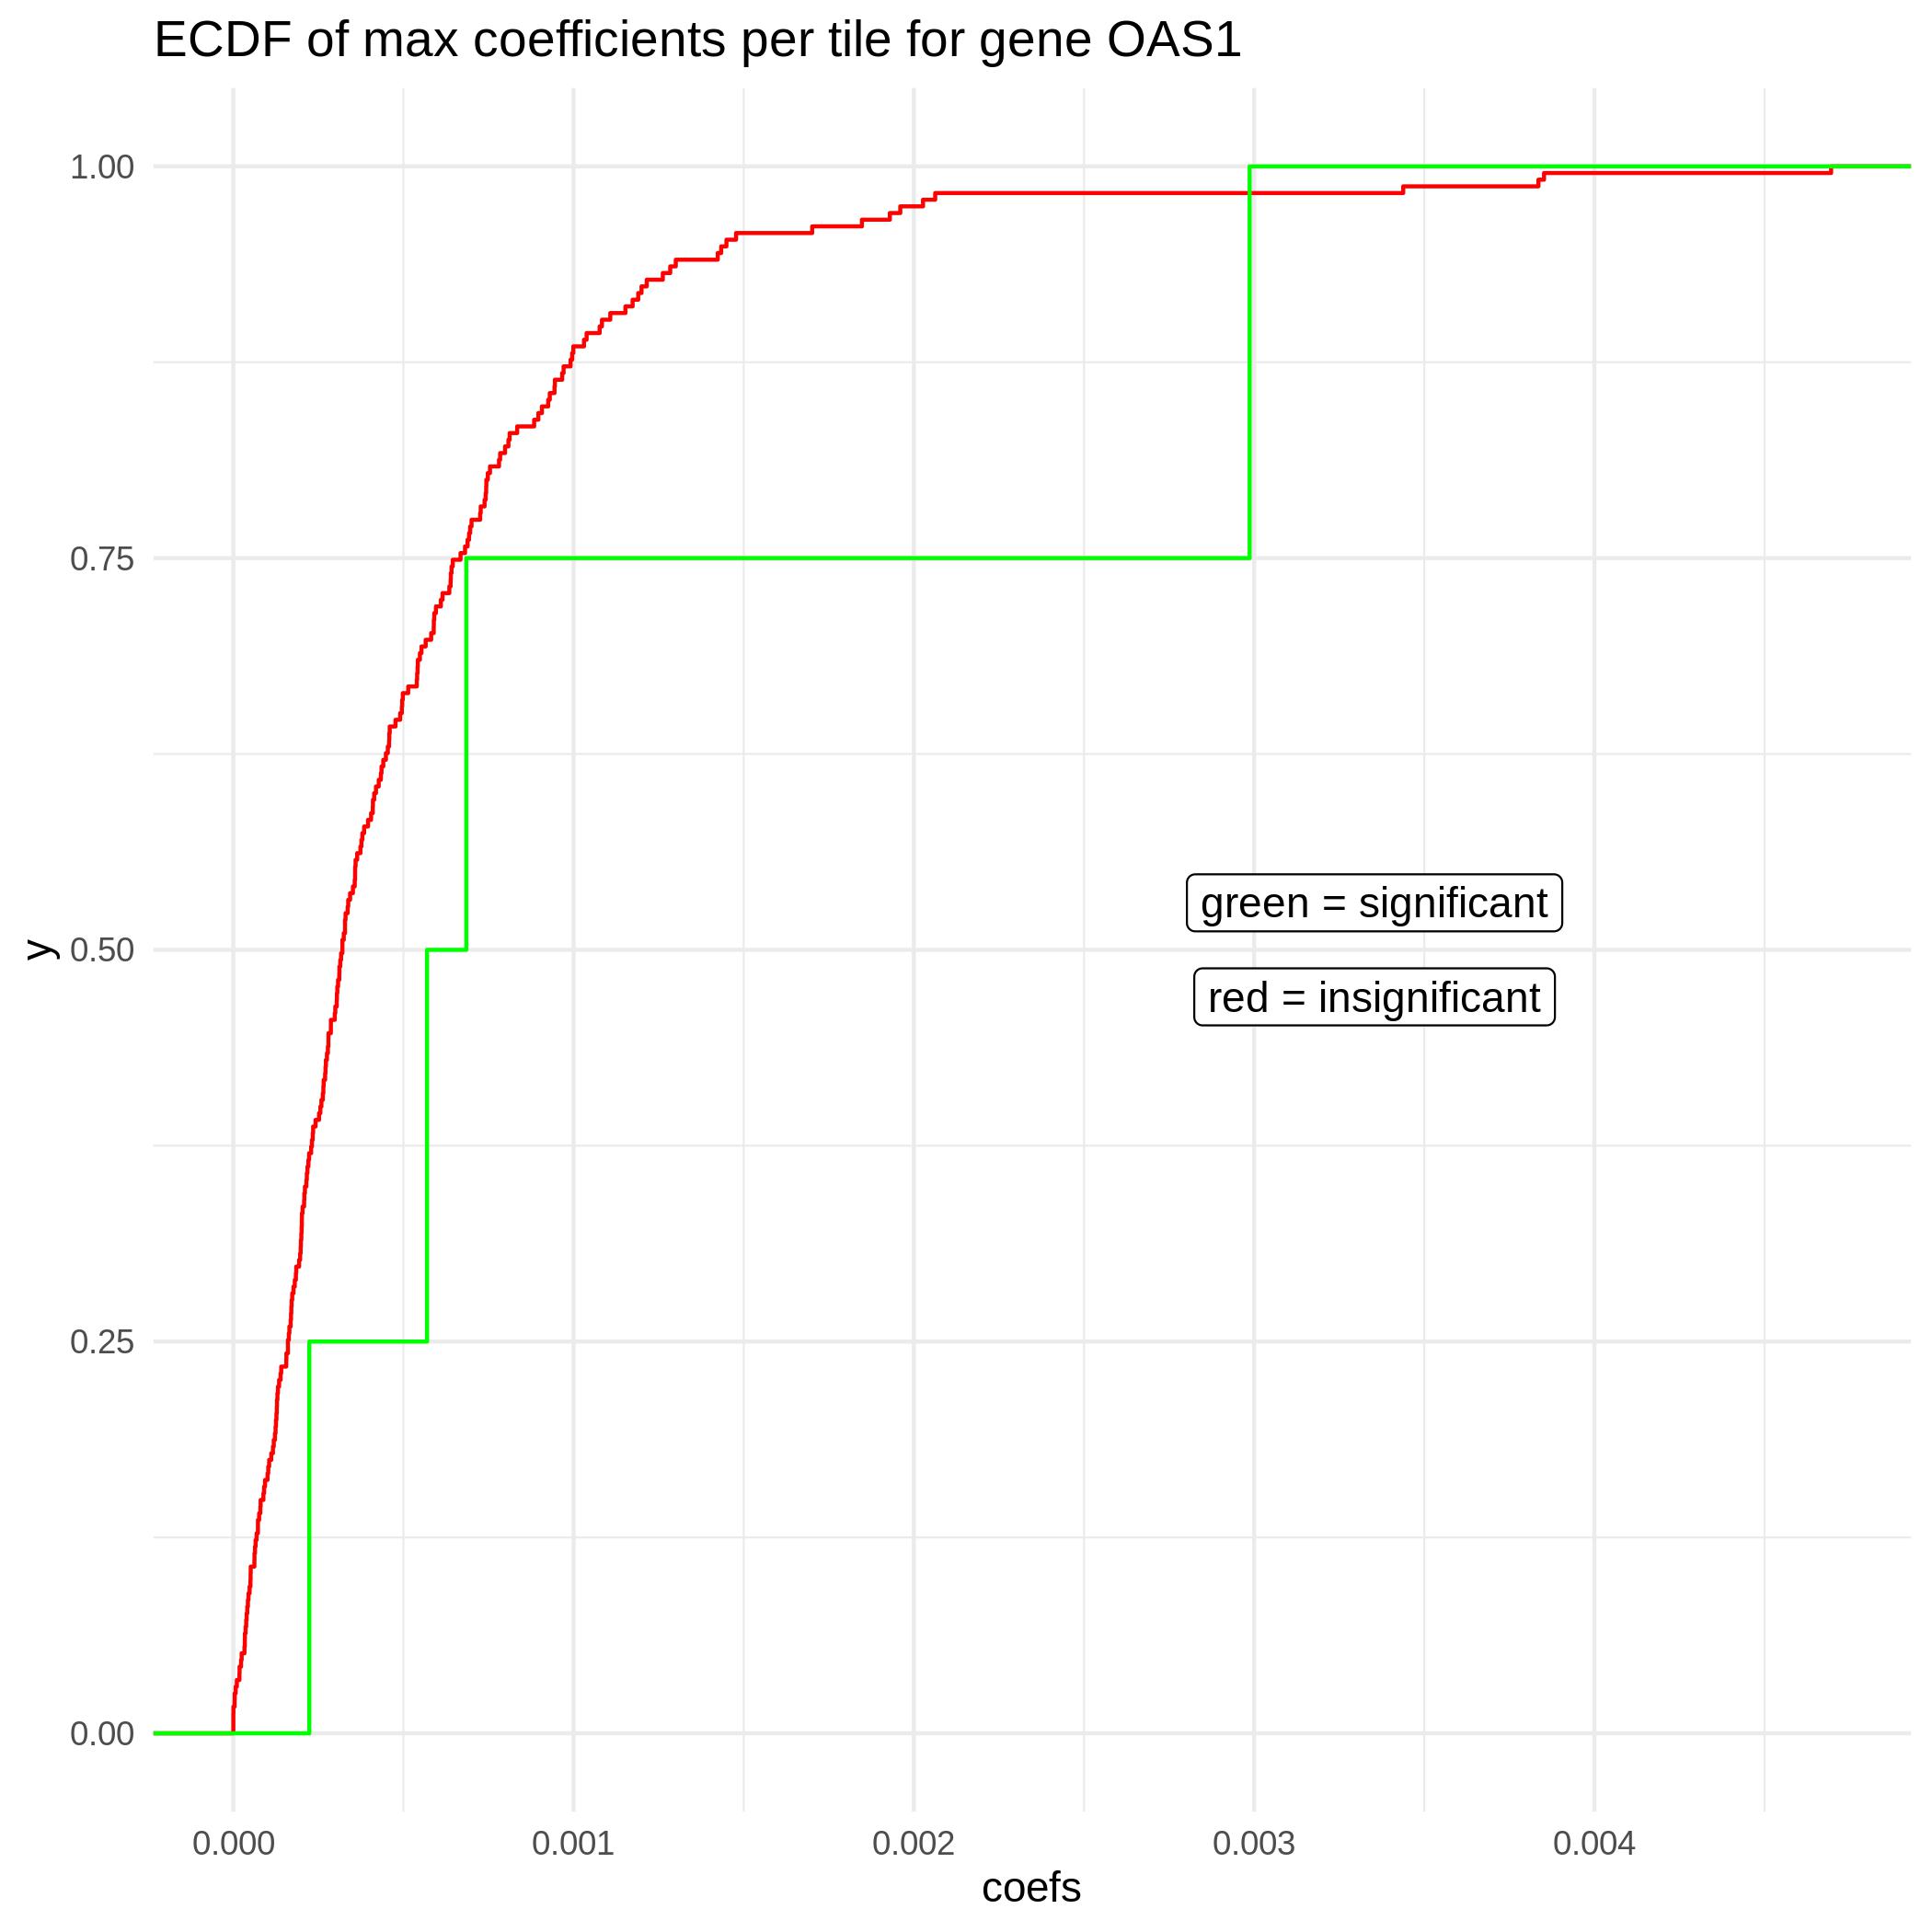 ECDF of max coefficients per tile for gene OAS1
1.00
0.75
0.50
0.25
0.00
y
green = significant
red = insignificant
0.000 0.001 0.002 0.003 0.004
coefs